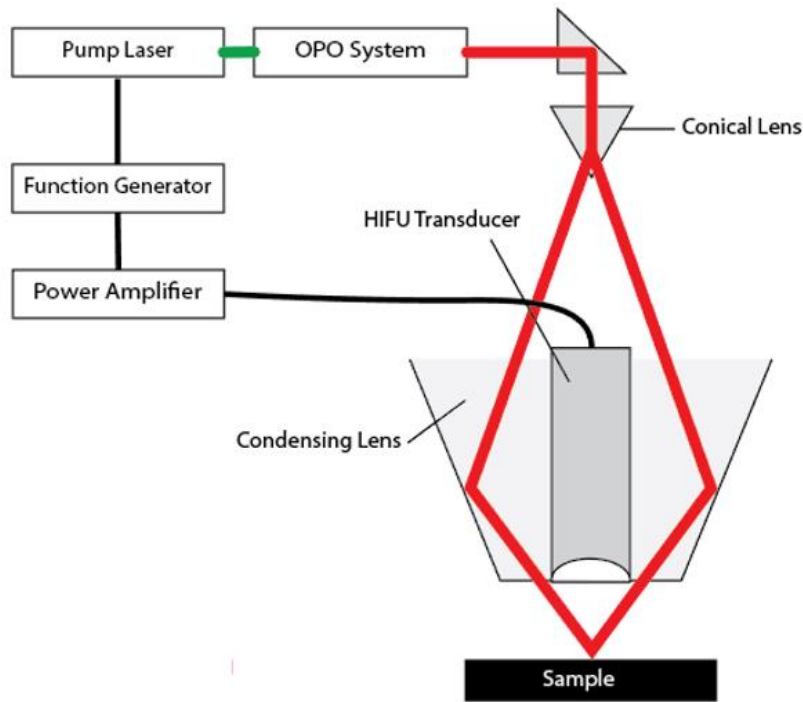 Pump Laser
OPO System
Conical Lens
Function Generator
HIFU Transducer
Power Amplifier
Condensing Lens
Sample